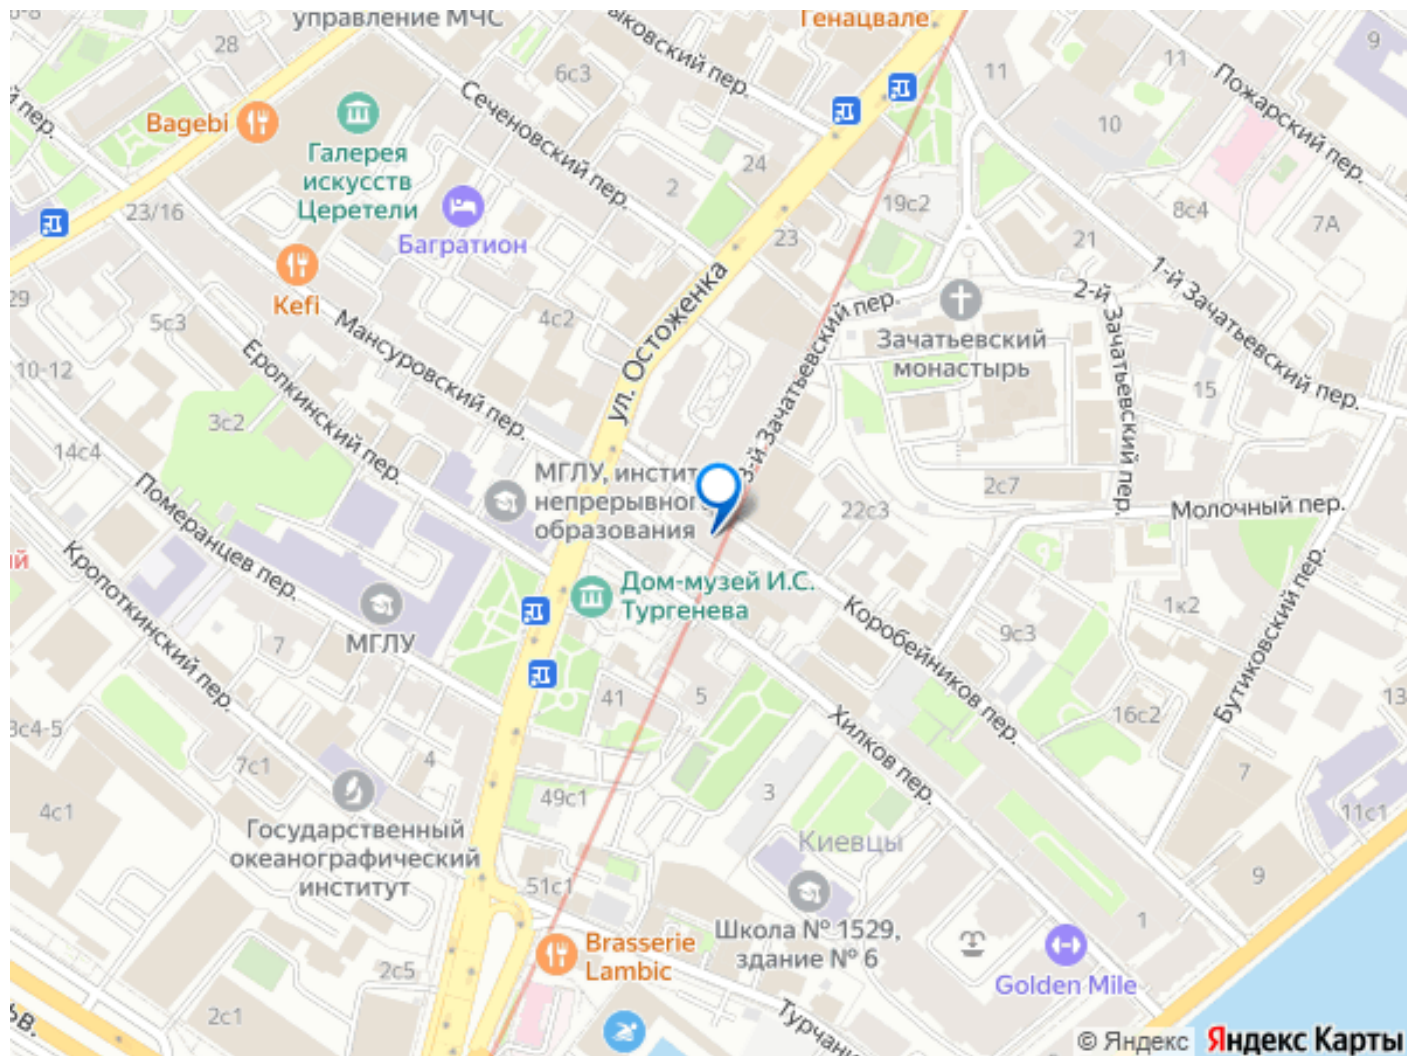 управление МЧС
Генацвале
28
6с3
11
11
9
Пожарский пер.
Bagebi
Галерея
искусств
Церетели
Сеченовский пер.
24
2
10
23/16
Багратион
19с2
8с4
7А
23
21
Kefi
29
5с3
4с2
ул. Остоженка
Мансуровский пер.
Еропкинский пер.
3-й Зачатьевский пер.
Зачатьевский
монастырь
2-й Зачатьевский пер.
1-й Зачатьевский пер.
15
10-12
3с2
14с4
Померанцев пер.
МГЛУ, инстит
непрерывног
образования
2с7
22с3
Молочный пер.
Кропоткинский пер.
МГЛУ
Дом-музей И.С.
Тургенева
7
Коробейников пер.
1к2
9с3
Бутиковский пер.
41
5
16с2
13
3с4-5
7с1
4
Хилков пер.
7
4с1
49с1
3
11с1
Государственный
океанографический
институт
Киевцы
51с1
9
1
Школа № 1529,
здание № 6
Brasserie
Lambic
Golden Mile
2с5
2с1
© Яндекс Яндекс Карты